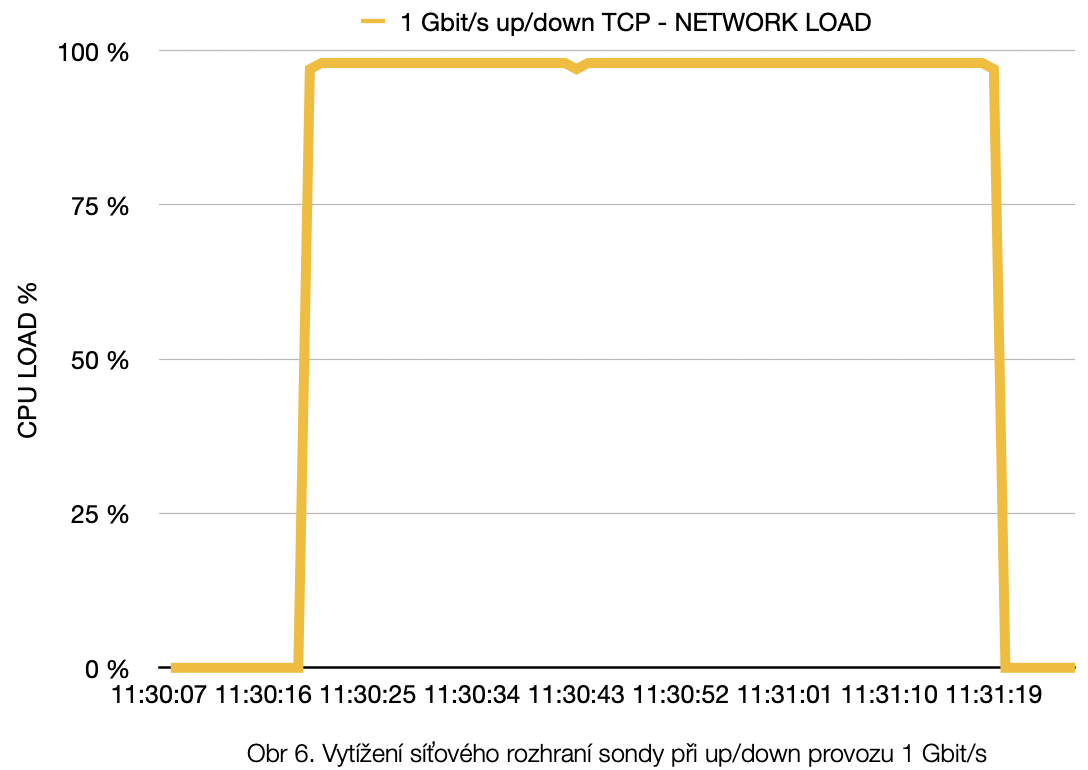 1 Gbit/s up/down TCP - NETWORK LOAD
100 %
75 %
50 %
25 %
0 %
CPU LOAD %
11:30:07 11:30:16 11:30:25 11:30:34 11:30:43 11:30:52 11:31:01 11:31:10 11:31:19
Obr 6. Vytížení síťového rozhraní sondy při up/down provozu 1 Gbit/s